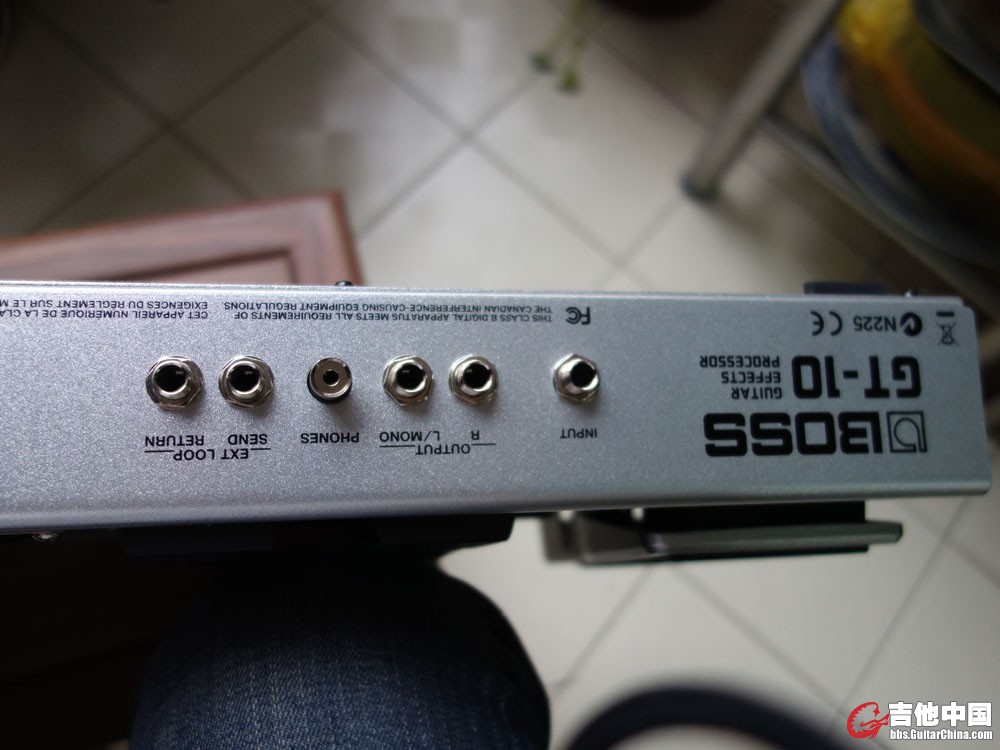 BOSS
GT-10
GUITAR
EFFECTS
PROCESSOR
N225
CE
INPUT
OUTPUT
R
L/MONO
PHONES
EXT LOOP
SEND
RETURN
FC
THIS CLASS B DIGITAL APPARATUS MEETS ALL REQUIREMENTS OF
THE CANADIAN INTERFERENCE-CAUSING EQUIPMENT REGULATIONS.
CET APPAREIL NUMÉRIQUE DE LA CLA
EXIGENCES DU RÈGLEMENT SUR LE M
吉他中国
bbs.GuitarChina.com